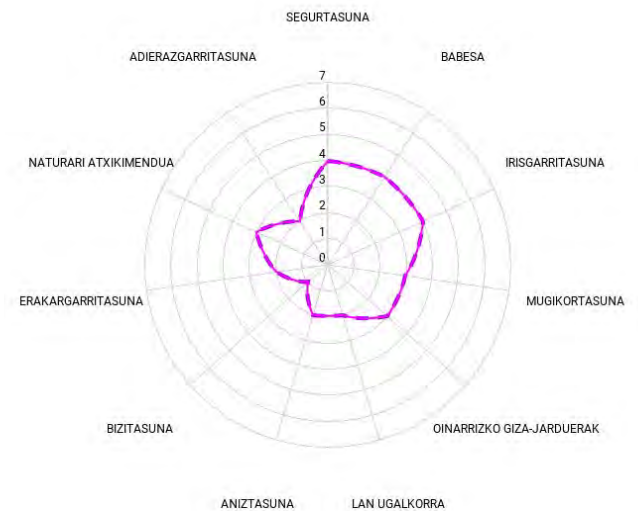 SEGURTASUNA
ADIERAZGARRITASUNA
BABESA
7
6
5
4
3
2
1
0
NATURARI ATXIKIMENDUA
IRISGARRITASUNA
ERAKARGARRITASUNA
MUGIKORTASUNA
BIZITASUNA
OINARRIZKO GIZA-JARDUERAK
ANIZTASUNA
LAN UGALKORRA